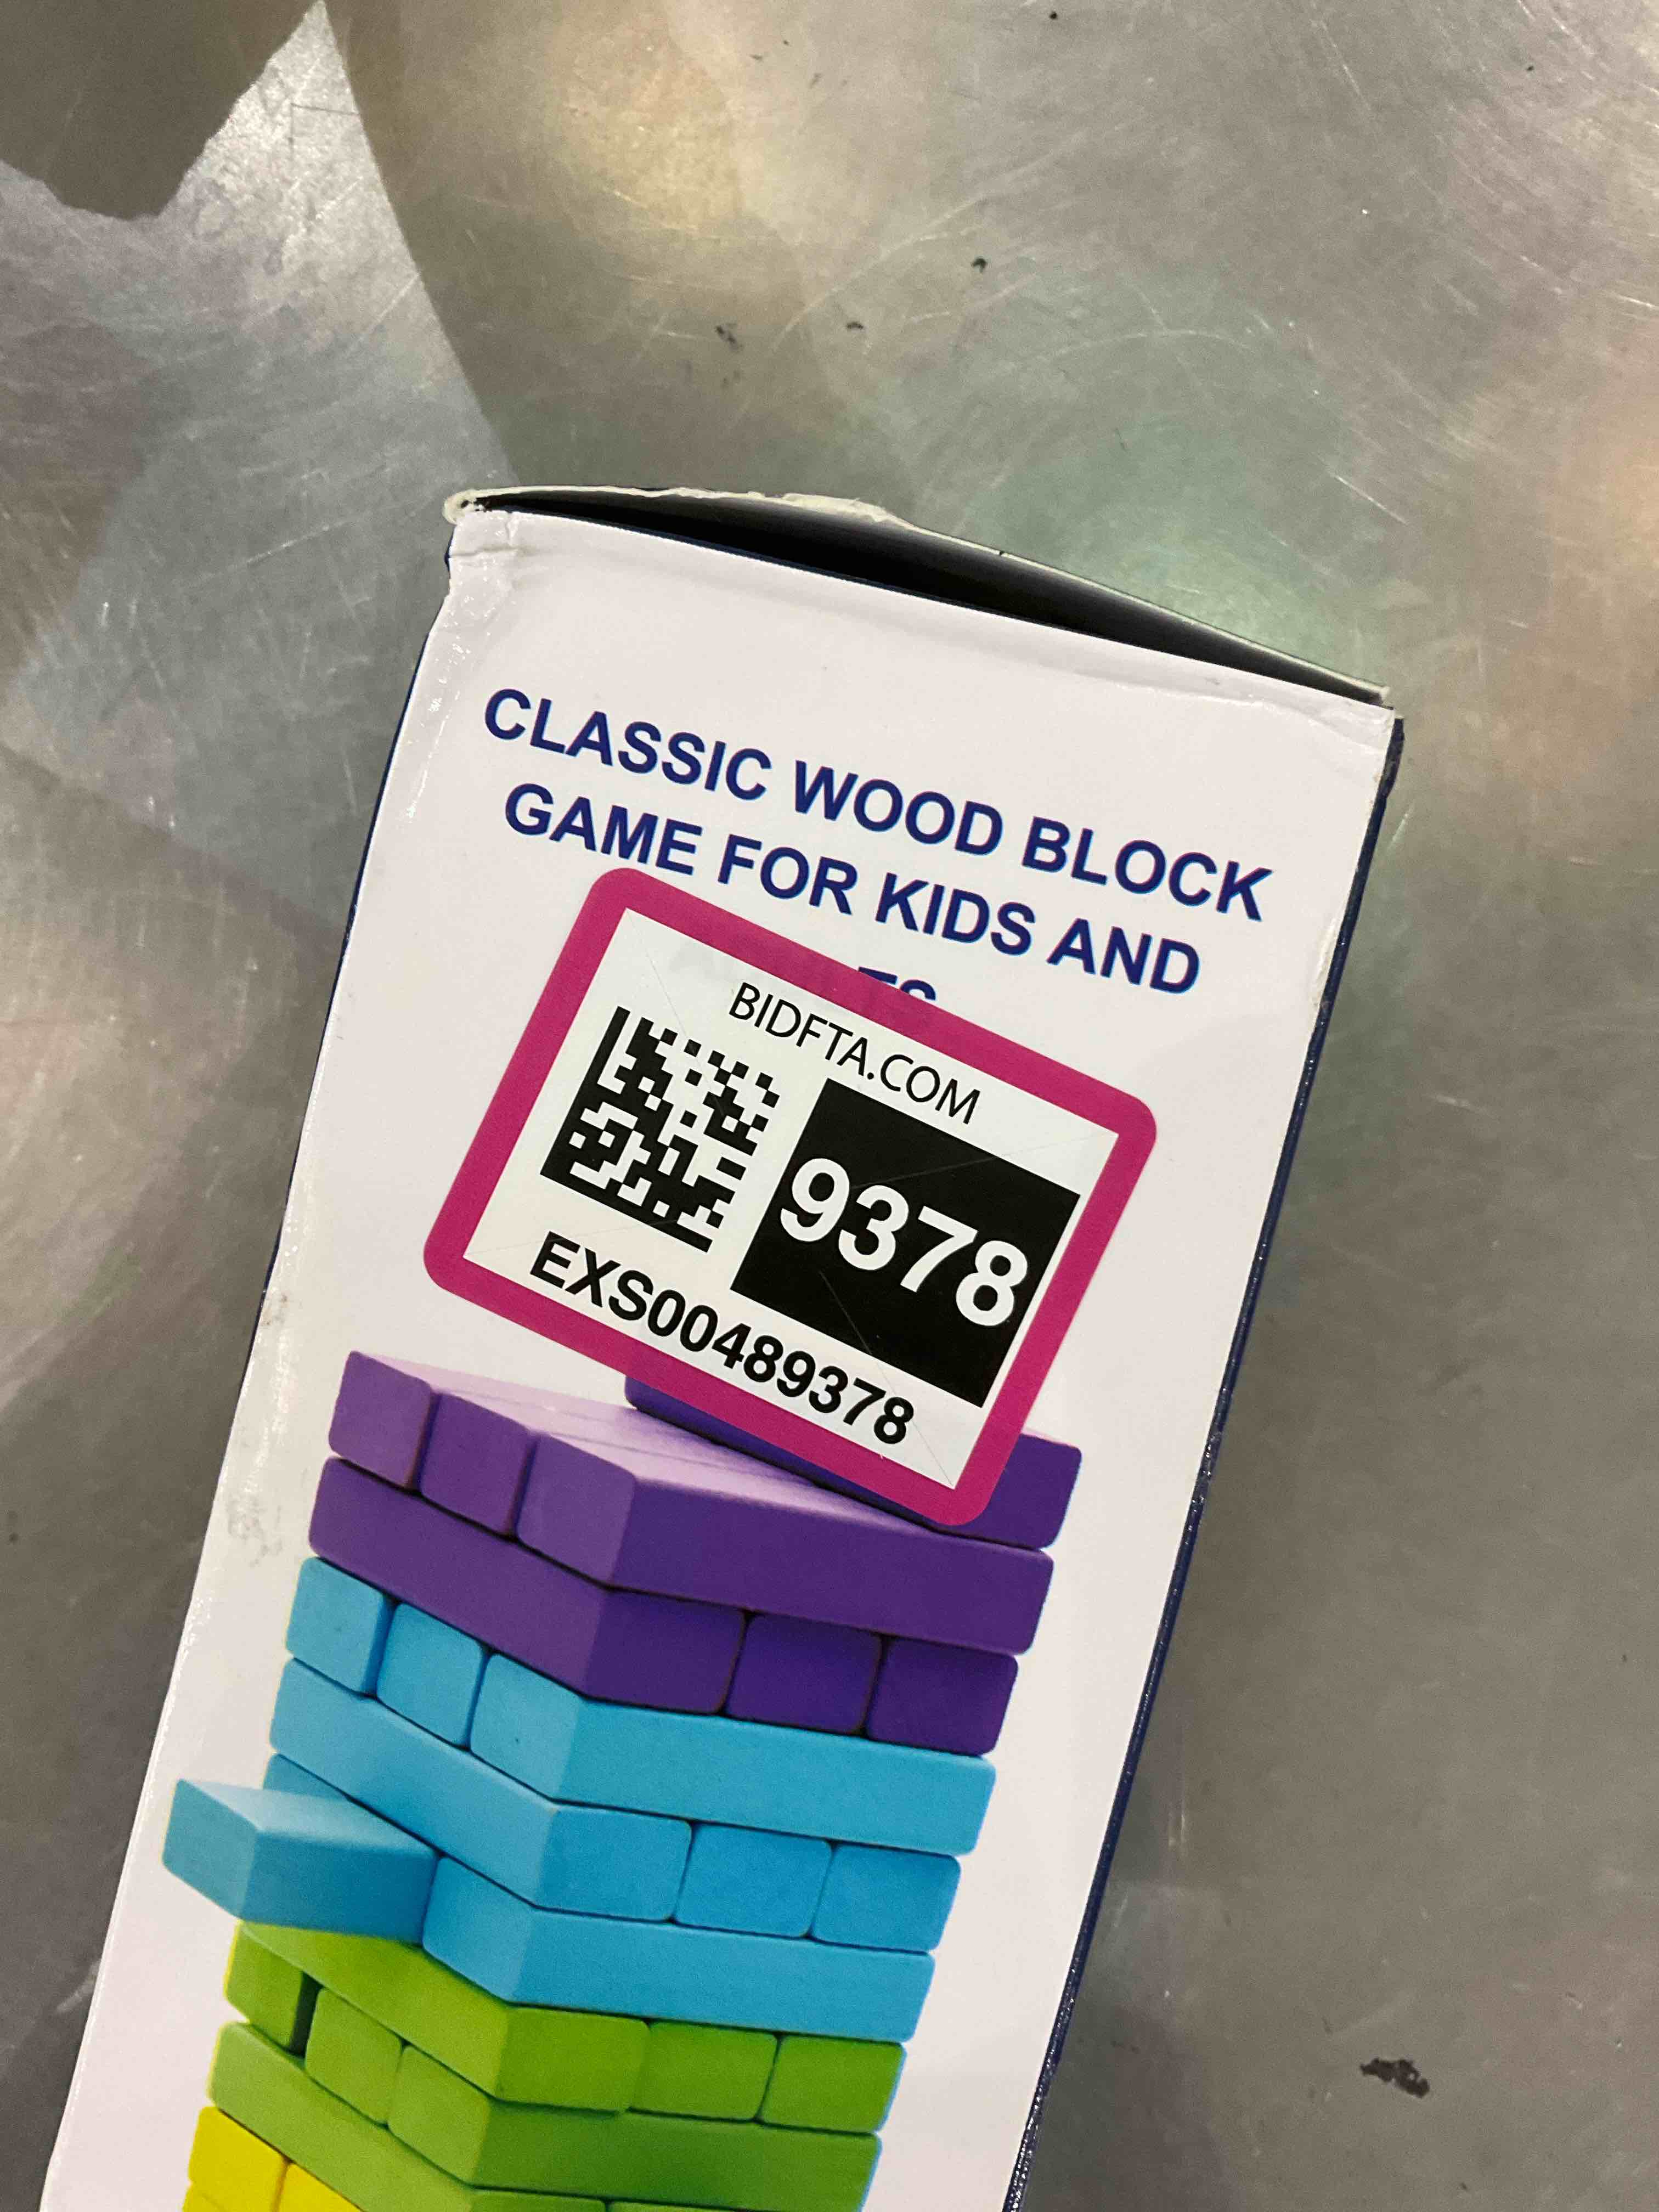 CLASSIC WOOD BLOCK
GAME FOR KIDS AND
BIDFTA.COM
9378
EXS00489378